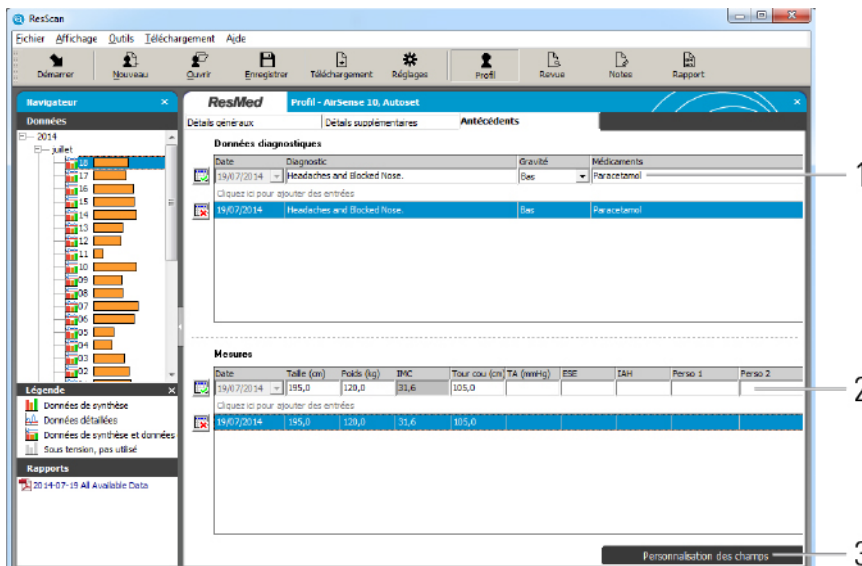 ResScan
Fichier Affichage Outils Téléchargement Aide
Démarrer Nouveau Ouvrir Enregistrer Téléchargement Réglages Profil Revue Notes Rapport
Navigateur
ResMed Profil - AirSense 10, Autoset
Données
Détails généraux Détails supplémentaires Antécédents
2014
juillet
18
17
16
15
14
13
12
11
10
09
08
07
06
05
04
03
02
Légende
Données de synthèse
Données détaillées
Données de synthèse et données
Sous tension, pas utilisé
Rapports
2014-07-19 All Available Data
Données diagnostiques
Date Diagnostic Gravité Médicaments
19/07/2014 Headaches and Blocked Nose. Bas Paracetamol
Cliquez ici pour ajouter des entrées
19/07/2014 Headaches and Blocked Nose. Bas Paracetamol
1
Mesures
Date Taille (cm) Poids (kg) IMC Tour cou (cm) TA (mmHg) ESE IAH Perso 1 Perso 2
19/07/2014 195,0 120,0 31,6 105,0
Cliquez ici pour ajouter des entrées
19/07/2014 195,0 120,0 31,6 105,0
2
Personnalisation des champs
3